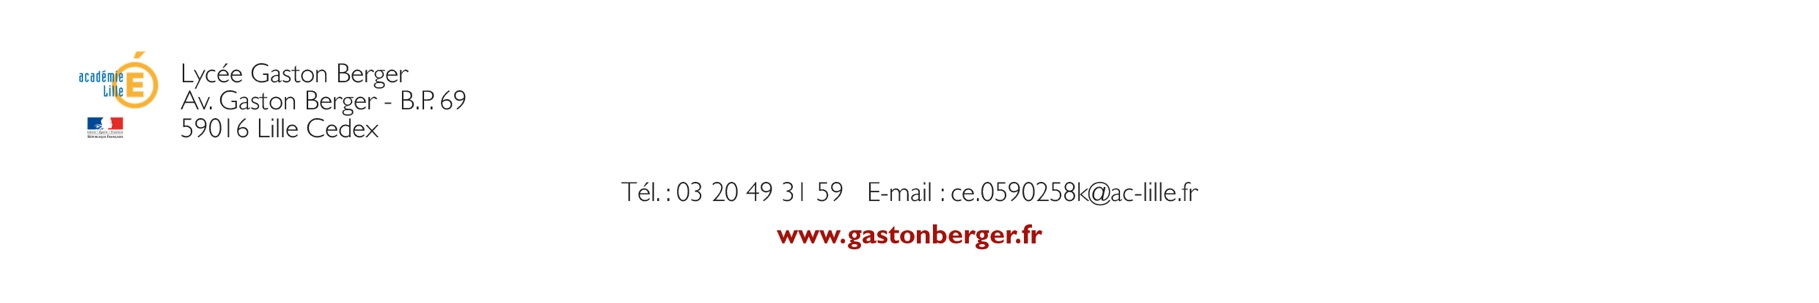 académie
Lille
Lycée Gaston Berger
Av. Gaston Berger - B.P. 69
59016 Lille Cedex
Tél. : 03 20 49 31 59 E-mail : ce.0590258k@ac-lille.fr
www.gastonberger.fr